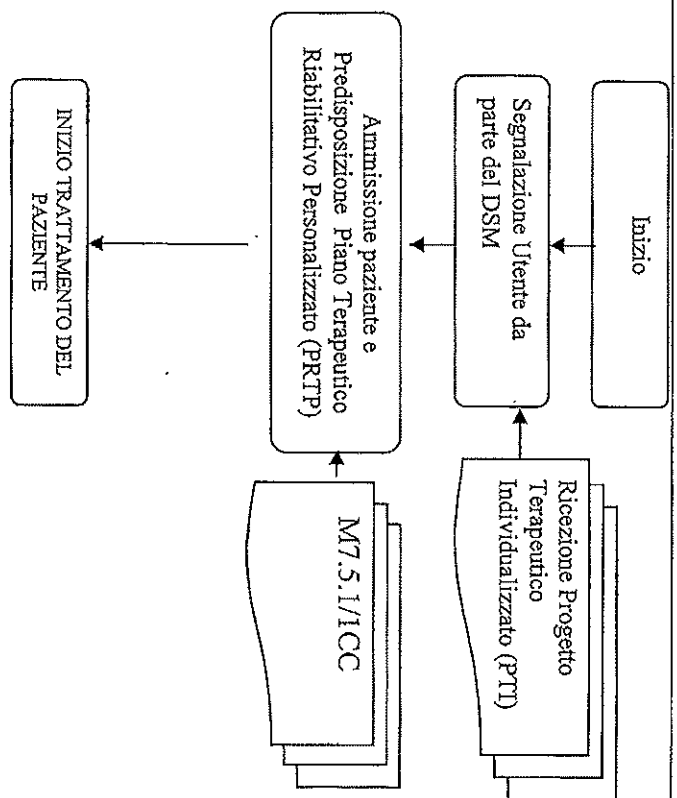 Inizio
Segnalazione Utente da
parte del DSM
Ricezione Progetto
Terapeutico
Individualizzato (PTI)
Ammissione paziente e
Predisposizione Piano Terapeutico
Riabilitativo Personalizzato (PRTP)
M7.5.1/1CC
INIZIO TRATTAMENTO DEL
PAZIENTE